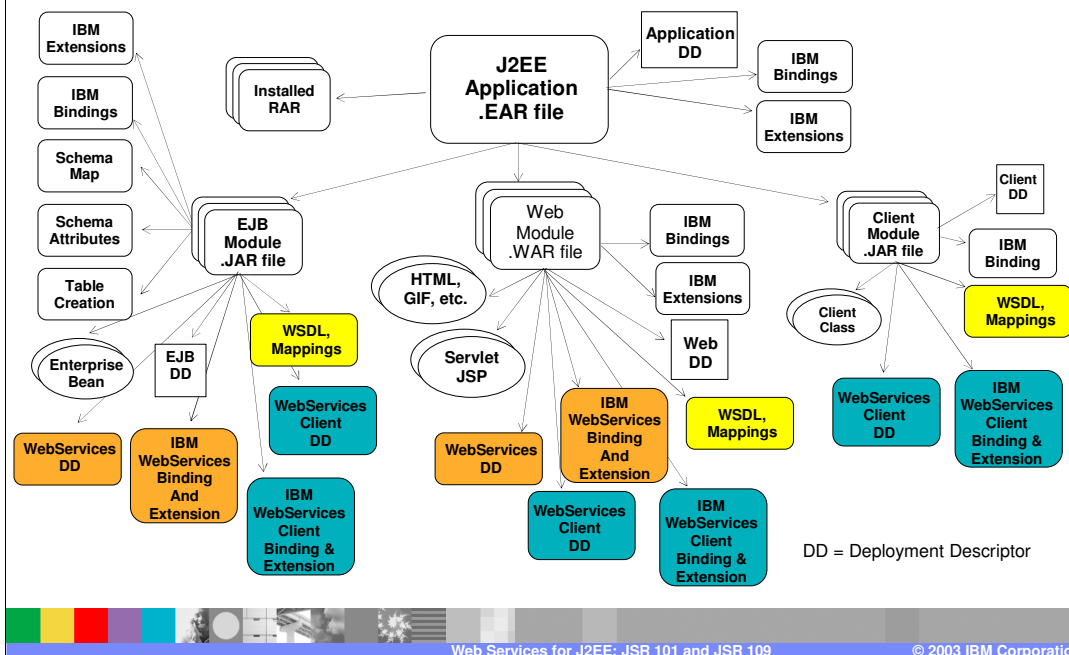 IBM
Extensions
IBM
Bindings
Schema
Map
Schema
Attributes
Table
Creation
Installed
RAR
J2EE
Application
.EAR file
Application
DD
IBM
Bindings
IBM
Extensions
EJB
Module
.JAR file
Enterprise
Bean
EJB
DD
WSDL,
Mappings
WebServices
Client
DD
WebServices
DD
IBM
WebServices
Binding
And
Extension
IBM
WebServices
Client
Binding &
Extension
Web
Module
.WAR file
IBM
Bindings
IBM
Extensions
HTML,
GIF, etc.
Servlet
JSP
Web
DD
WSDL,
Mappings
WebServices
DD
IBM
WebServices
Binding
And
Extension
WebServices
Client
DD
IBM
WebServices
Client
Binding &
Extension
Client
Module
.JAR file
Client
DD
IBM
Binding
Client
Class
WSDL,
Mappings
WebServices
Client
DD
IBM
WebServices
Client
Binding &
Extension
DD = Deployment Descriptor
Web Services for J2EE: JSR 101 and JSR 109
© 2003 IBM Corporatio